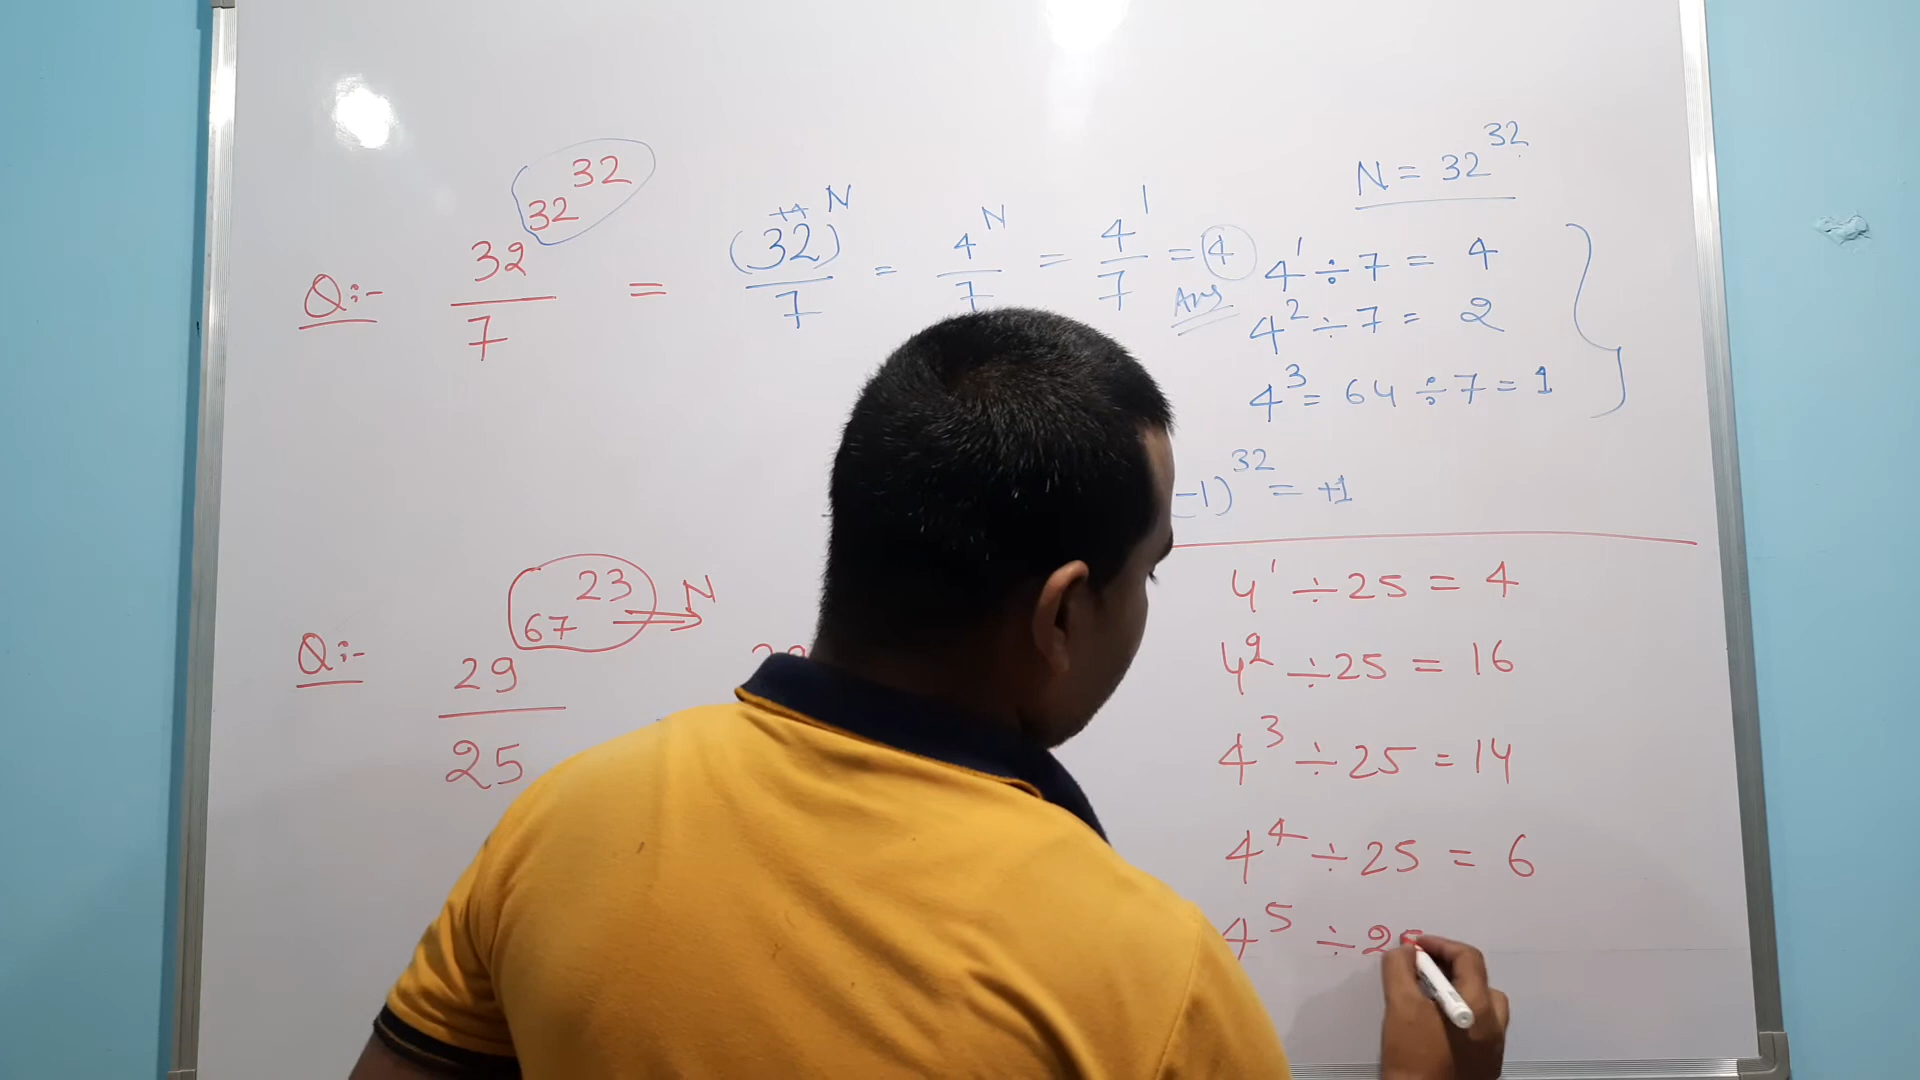 Q:- 32^32^32 / 7 = (32)^N / 7 = 4^N / 7 = 4^1 / 7 = 4
Ans
N = 32^32
4^1 ÷ 7 = 4
4^2 ÷ 7 = 2
4^3 = 64 ÷ 7 = 1
-1)^32 = +1
Q:- 29^67^23 / 25
N
4^1 ÷ 25 = 4
4^2 ÷ 25 = 16
4^3 ÷ 25 = 14
4^4 ÷ 25 = 6
4^5 ÷ 25